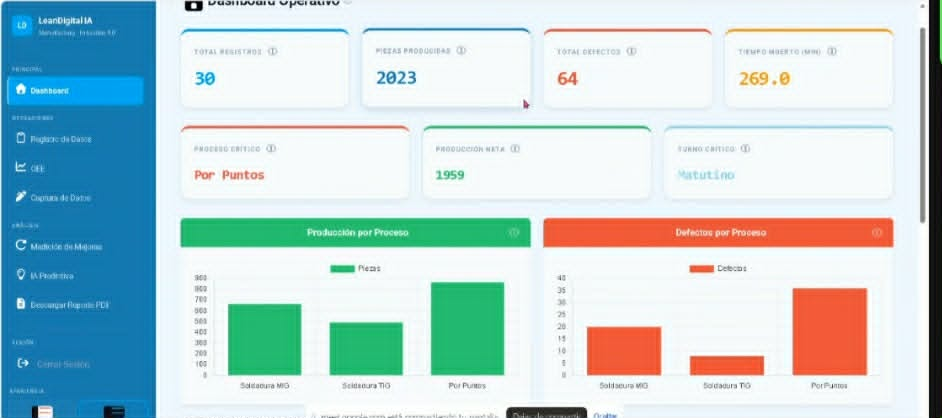 Dashboard Operativo
LD
LeanDigital IA
PRINCIPAL
Dashboard
OPERACIONES
Registro de Datos
OEE
Captura de Datos
ANÁLISIS
Medición de Mejoras
IA Predictiva
Descargar Reporte PDF
SESIÓN
Cerrar Sesión
APARIENCIA
TOTAL REGISTROS
30
PIEZAS PRODUCIDAS
2023
TOTAL DEFECTOS
64
TIEMPO MUERTO (MIN)
269.0
PROCESO CRÍTICO
Por Puntos
PRODUCCIÓN NETA
1959
TURNO CRÍTICO
Matutino
Producción por Proceso
Piezas
900
800
700
600
500
400
300
200
100
0
Soldadura MIG
Soldadura TIG
Por Puntos
Defectos por Proceso
Defectos
40
35
30
25
20
15
10
5
0
Soldadura MIG
Soldadura TIG
Por Puntos
meet.google.com está compartiendo tu pantalla.
Dejar de compartir
Ocultar